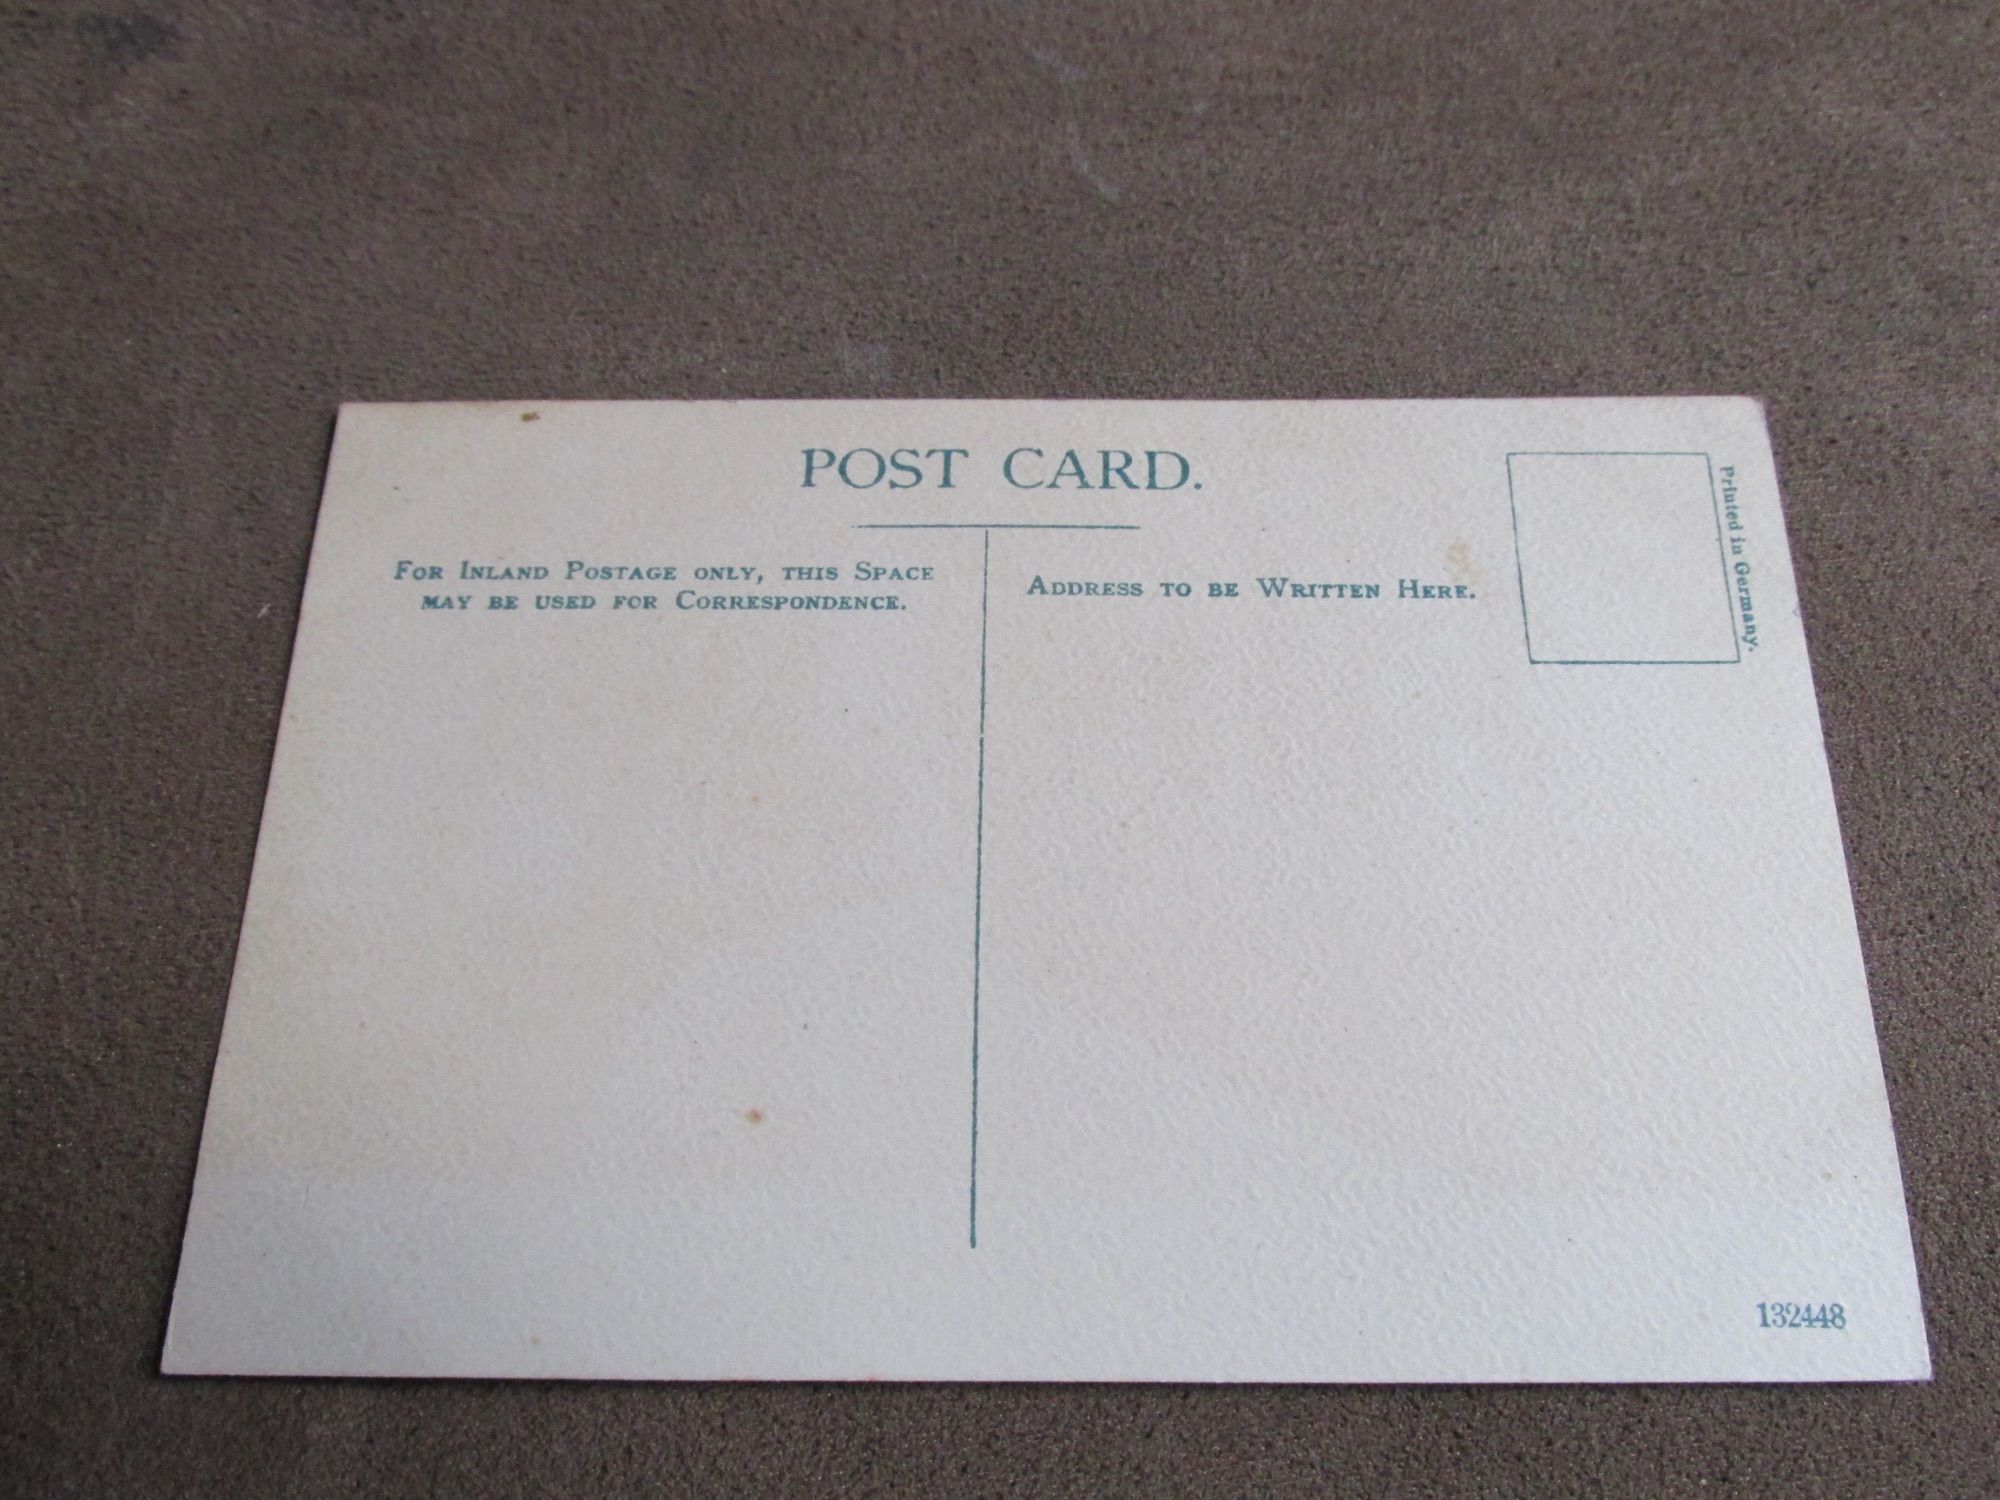 POST CARD.
FOR INLAND POSTAGE ONLY, THIS SPACE
MAY BE USED FOR CORRESPONDENCE.
ADDRESS TO BE WRITTEN HERE.
Printed in Germany.
132448